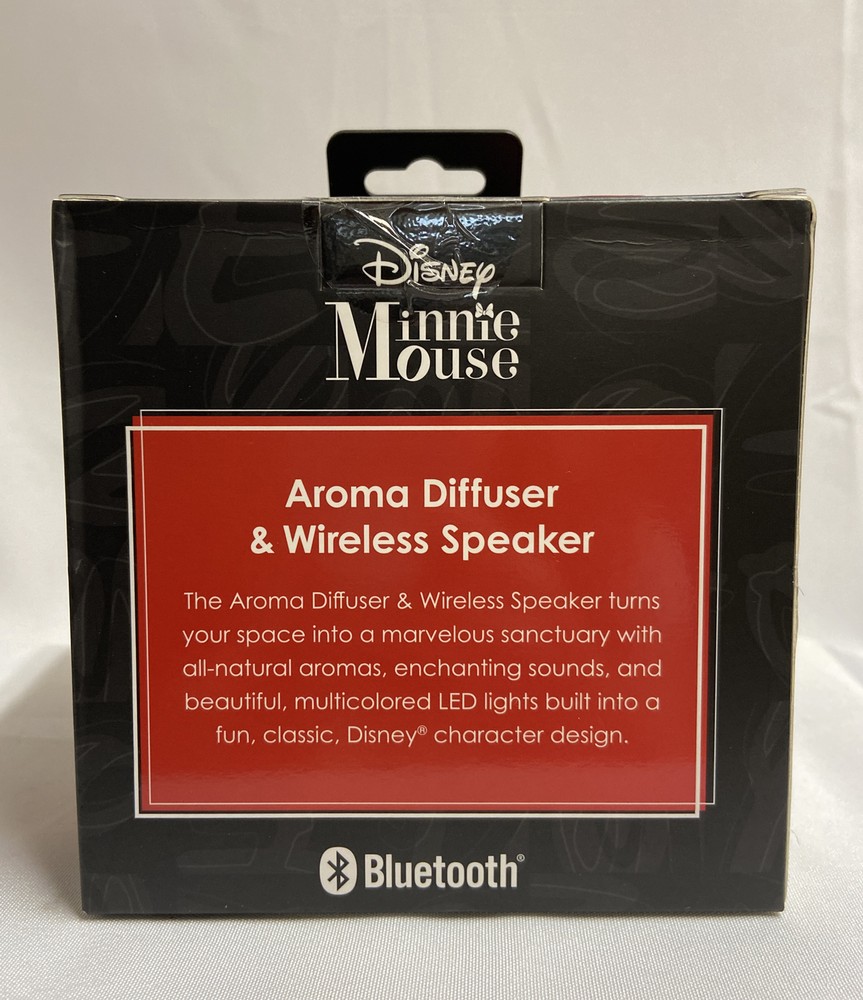 Disney
Minnie
Mouse
Aroma Diffuser
& Wireless Speaker
The Aroma Diffuser & Wireless Speaker turns
your space into a marvelous sanctuary with
all-natural aromas, enchanting sounds, and
beautiful, multicolored LED lights built into a
fun, classic, Disney® character design.
Bluetooth®